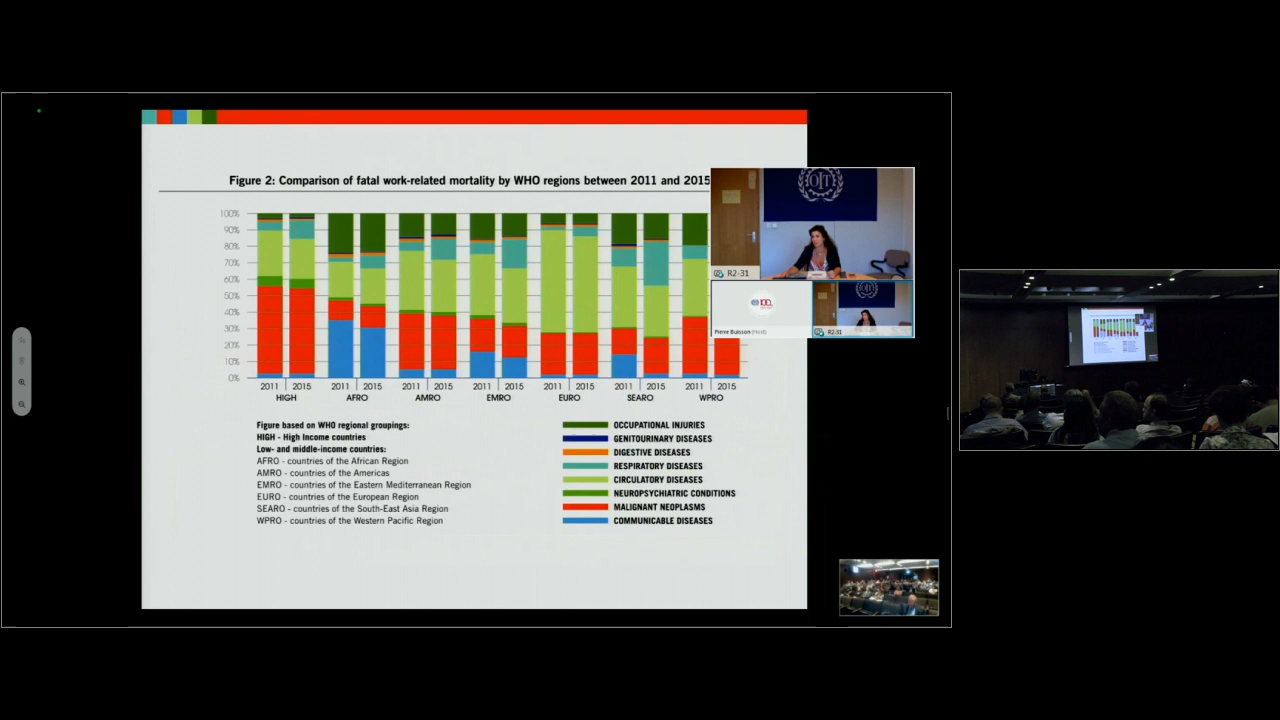 Figure 2: Comparison of fatal work-related mortality by WHO regions between 2011 and 2015
100%
90%
80%
70%
60%
50%
40%
30%
20%
10%
0%
2011 2015 2011 2015 2011 2015 2011 2015 2011 2015 2011 2015 2011 2015
HIGH AFRO AMRO EMRO EURO SEARO WPRO
Figure based on WHO regional groupings:
HIGH - High Income countries
Low- and middle-income countries:
AFRO - countries of the African Region
AMRO - countries of the Americas
EMRO - countries of the Eastern Mediterranean Region
EURO - countries of the European Region
SEARO - countries of the South-East Asia Region
WPRO - countries of the Western Pacific Region
OCCUPATIONAL INJURIES
GENITOURINARY DISEASES
DIGESTIVE DISEASES
RESPIRATORY DISEASES
CIRCULATORY DISEASES
NEUROPSYCHIATRIC CONDITIONS
MALIGNANT NEOPLASMS
COMMUNICABLE DISEASES
OIT
R2-31
100
Pierre Buisson (Host)
R2-31